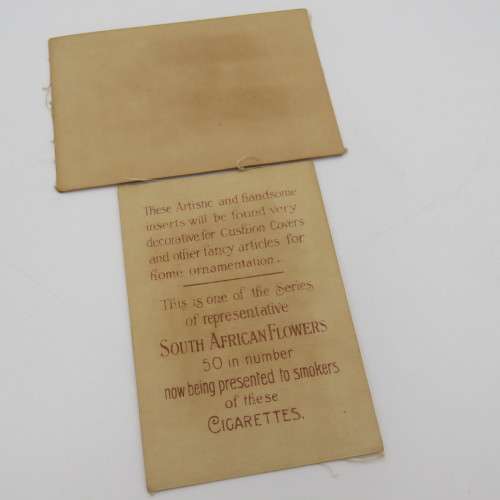 These Artistic and handsome
inserts will be found very
decorative for Cushion Covers
and other fancy articles for
home ornamentation.
This is one of the Series
of representative
SOUTH AFRICAN FLOWERS
50 in number
now being presented to smokers
of these
CIGARETTES.